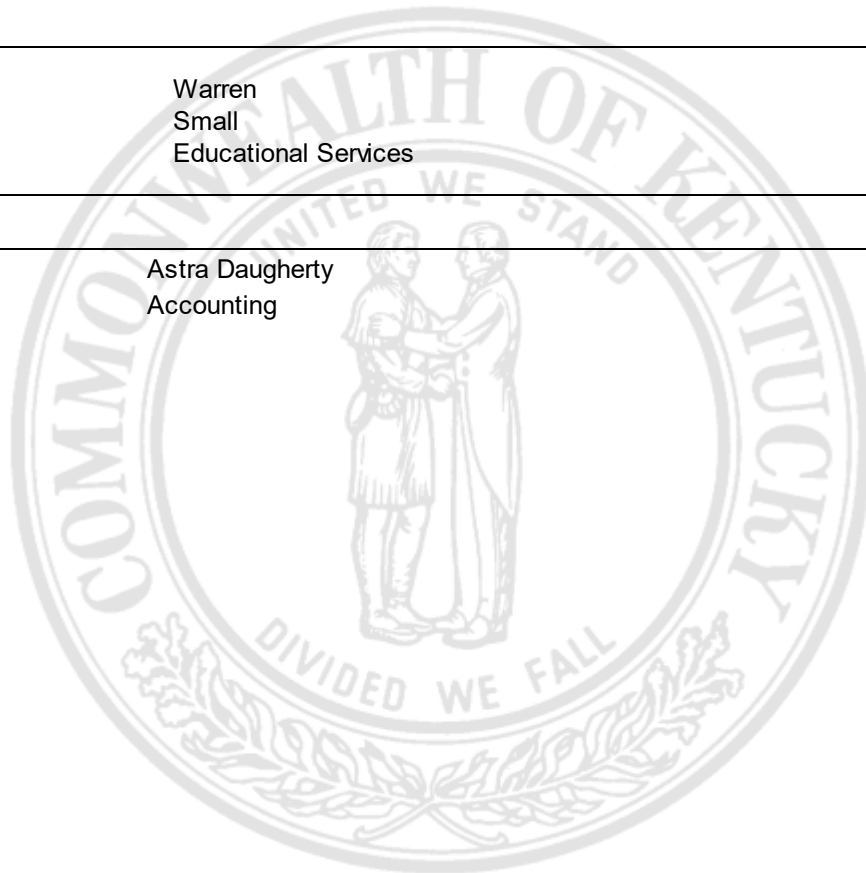 Warren
Small
Educational Services
Astra Daugherty
Accounting
COMMONWEALTH OF KENTUCKY
UNITED WE STAND
DIVIDED WE FALL